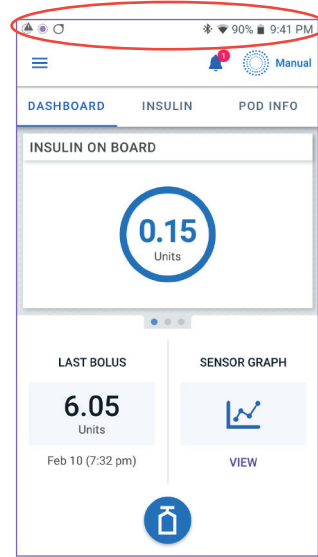 90% 9:41 PM
1 Manual
DASHBOARD INSULIN POD INFO
INSULIN ON BOARD
0.15
Units
LAST BOLUS SENSOR GRAPH
6.05
Units
Feb 10 (7:32 pm) VIEW